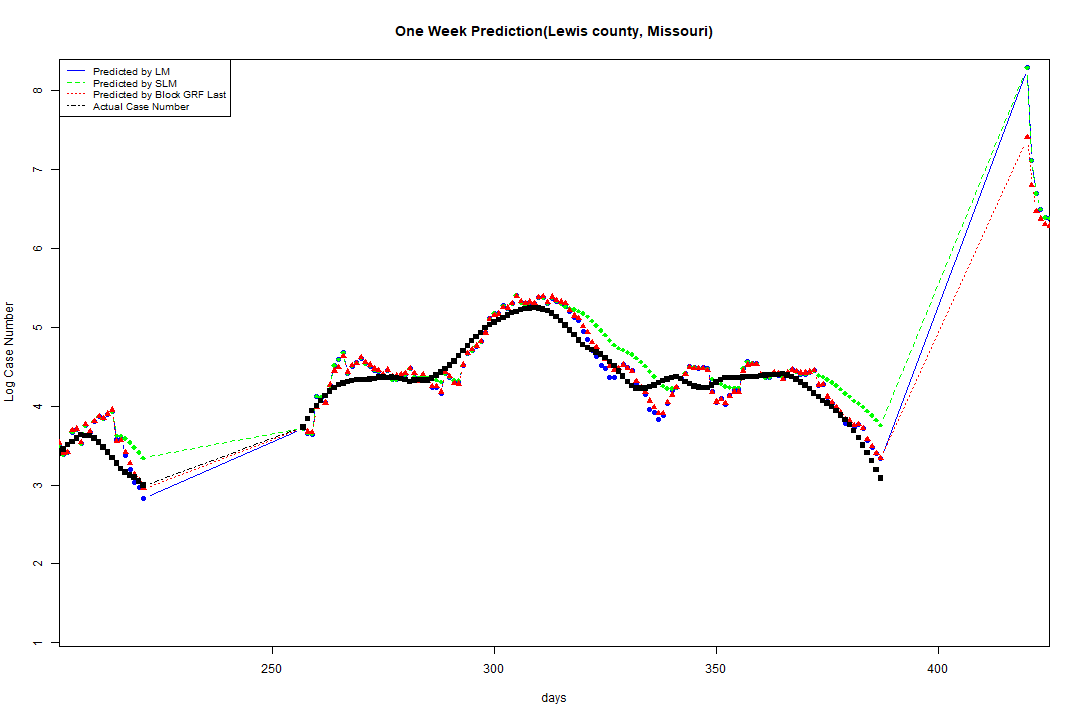 One Week Prediction(Lewis county, Missouri)
Predicted by LM
Predicted by SLM
Predicted by Block GRF Last
Actual Case Number
8
7
6
5
4
3
2
1
Log Case Number
250
300
350
400
days